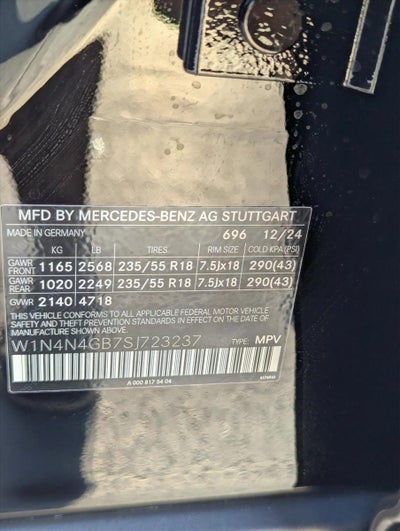 MFD BY MERCEDES-BENZ AG STUTTGART
MADE IN GERMANY 696 12/24
KG LB TIRES RIM SIZE COLD KPA (PSI)
GAWR FRONT 1165 2568 235/55 R18 7.5Jx18 290(43)
GAWR REAR 1020 2249 235/55 R18 7.5Jx18 290(43)
GVWR 2140 4718
THIS VEHICLE CONFORMS TO ALL APPLICABLE FEDERAL MOTOR VEHICLE
SAFETY STANDARDS AND THEFT PREVENTION STANDARDS IN EFFECT ON THE
DATE OF MANUFACTURE SHOWN ABOVE.
W1N4N4GB7SJ723237 TYPE: MPV
A 000 817 54 04